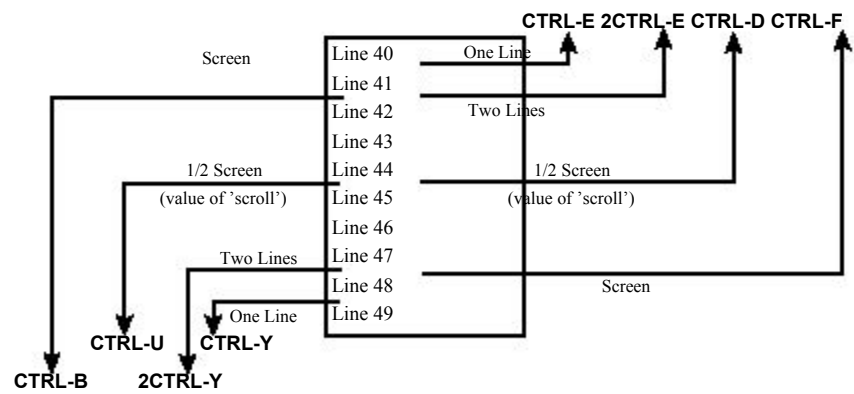 CTRL-E 2CTRL-E CTRL-D CTRL-F
Screen
Line 40
One Line
Line 41
Two Lines
Line 42
Line 43
1/2 Screen
Line 44
1/2 Screen
(value of ’scroll’)
Line 45
(value of ’scroll’)
Line 46
Two Lines
Line 47
Line 48
Screen
One Line
Line 49
CTRL-U
CTRL-Y
CTRL-B
2CTRL-Y